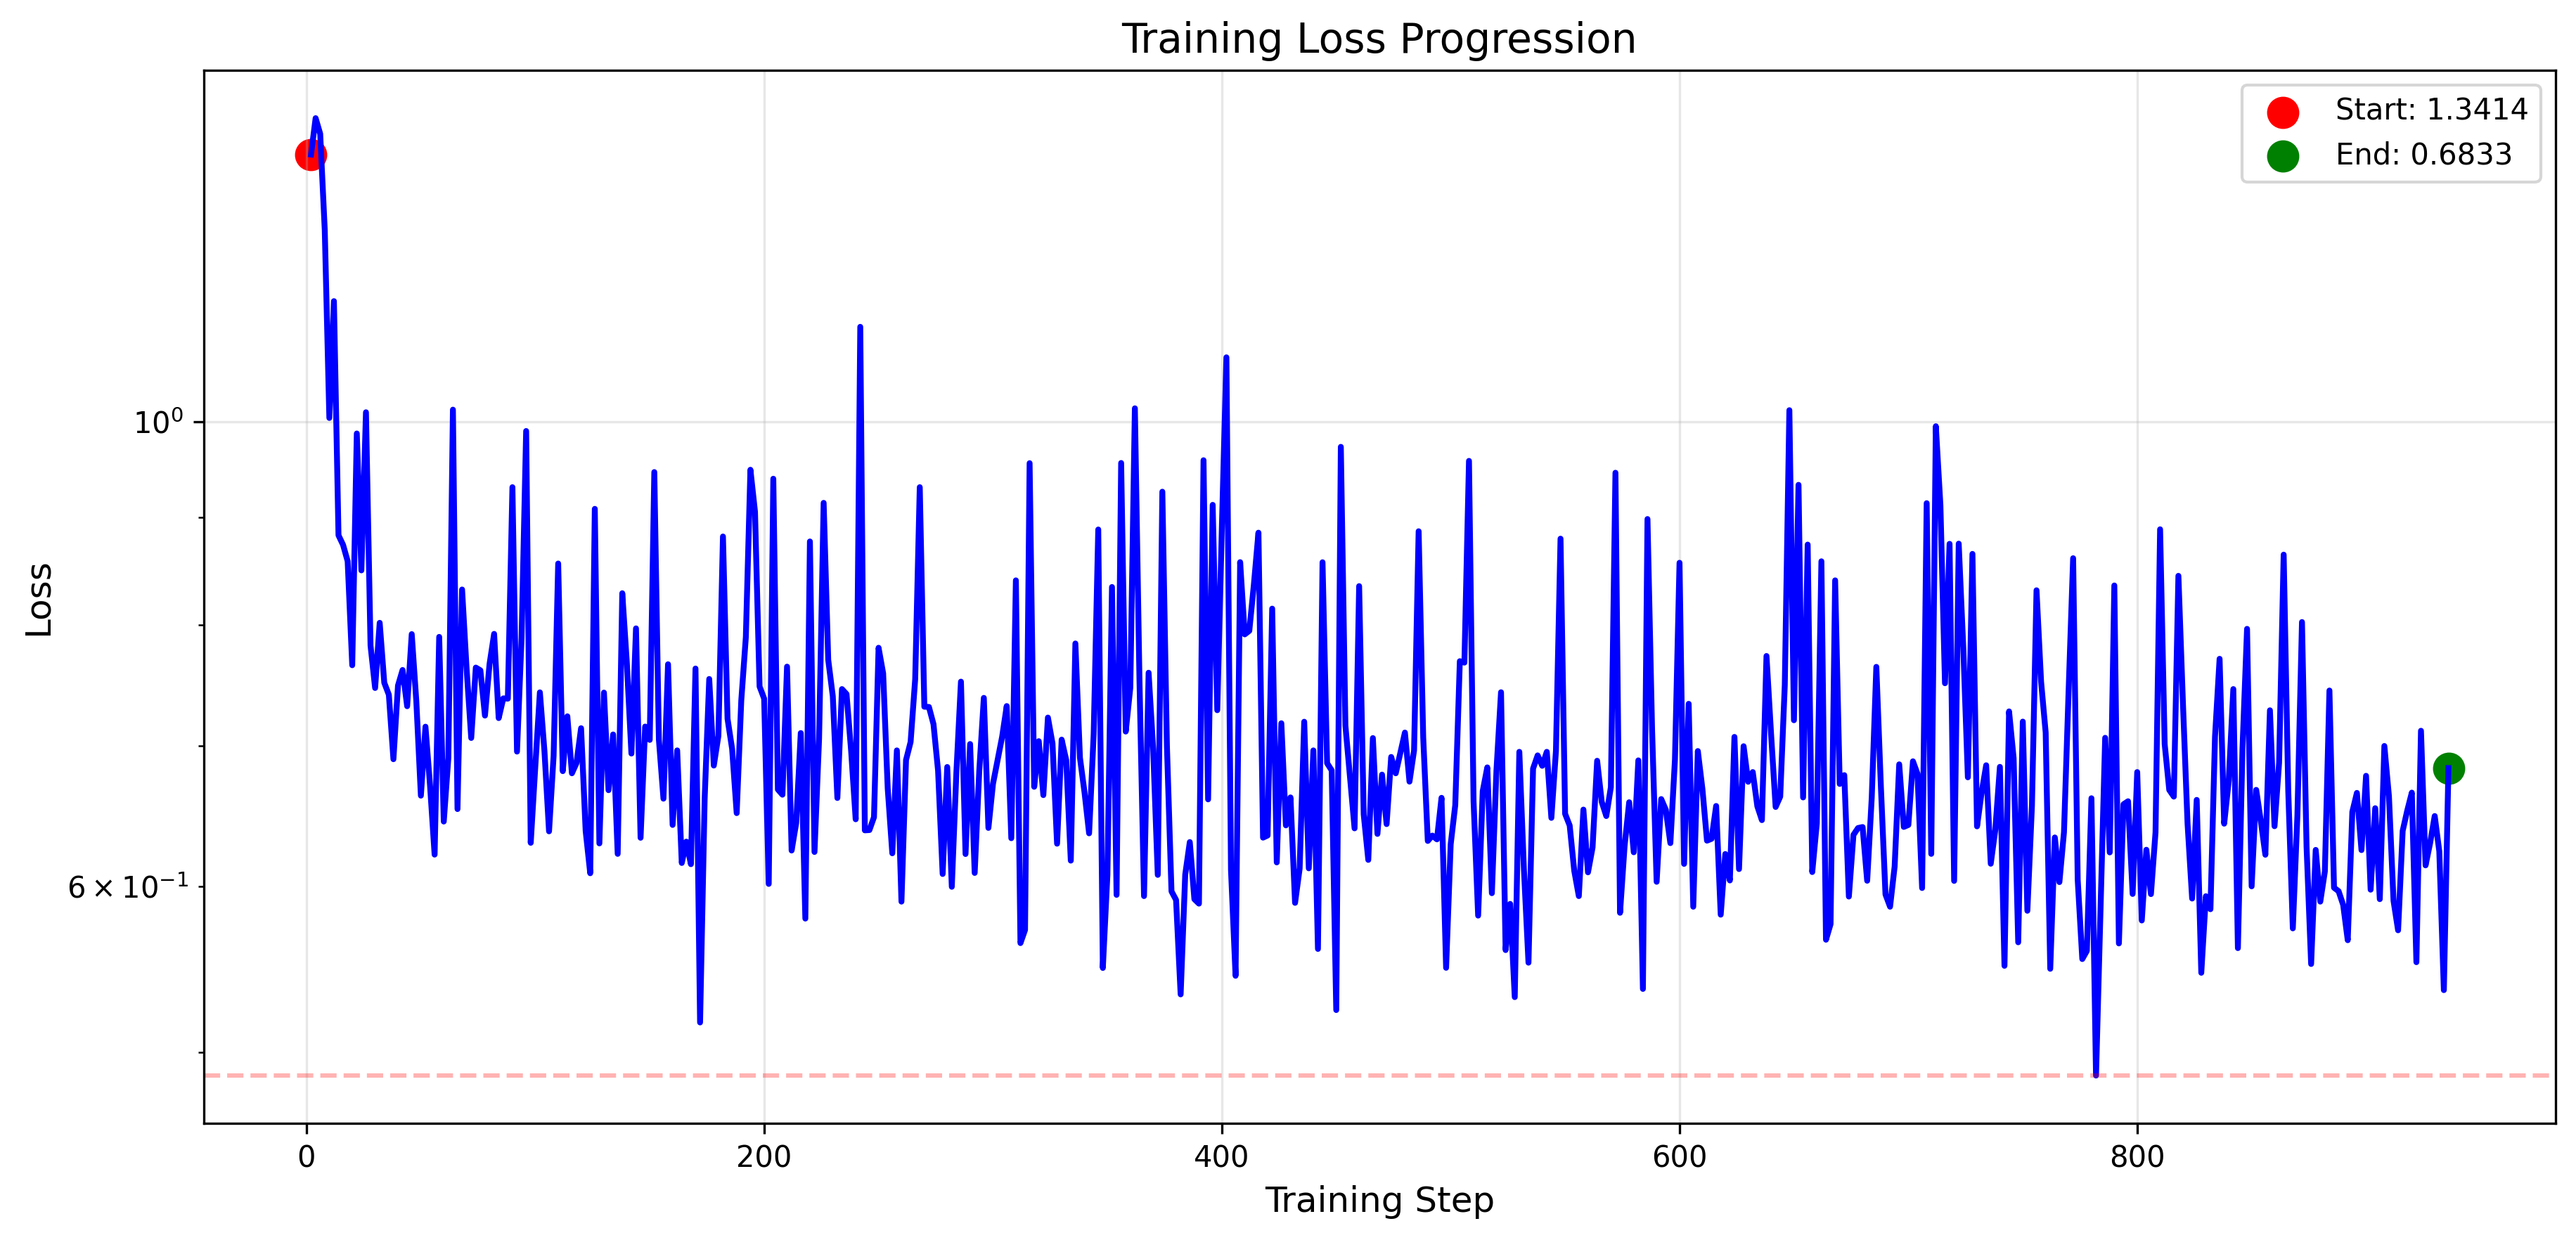 Training Loss Progression
Start: 1.3414
End: 0.6833
10⁰
6 × 10⁻¹
Loss
0 200 400 600 800
Training Step